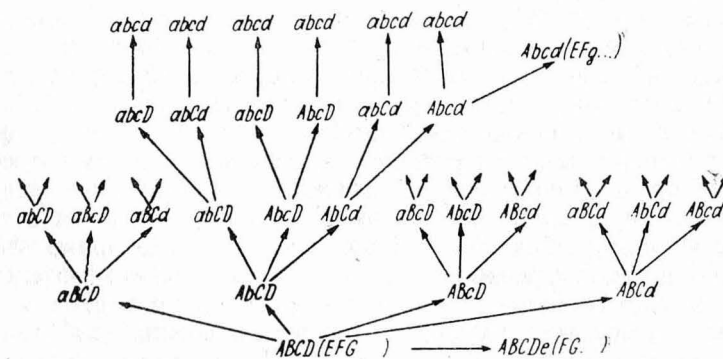 abcd abcd abcd abcd abcd abcd
Abcd(EFg...)
abcD abCd abcD AbcD abCd Abcd
abCD aBcD aBCd abCD AbcD AbCd aBcD AbcD ABcd aBCd AbCd ABcd
aBCD AbCD ABcD ABCd
ABCD(EFG ) ABCDe(FG. )